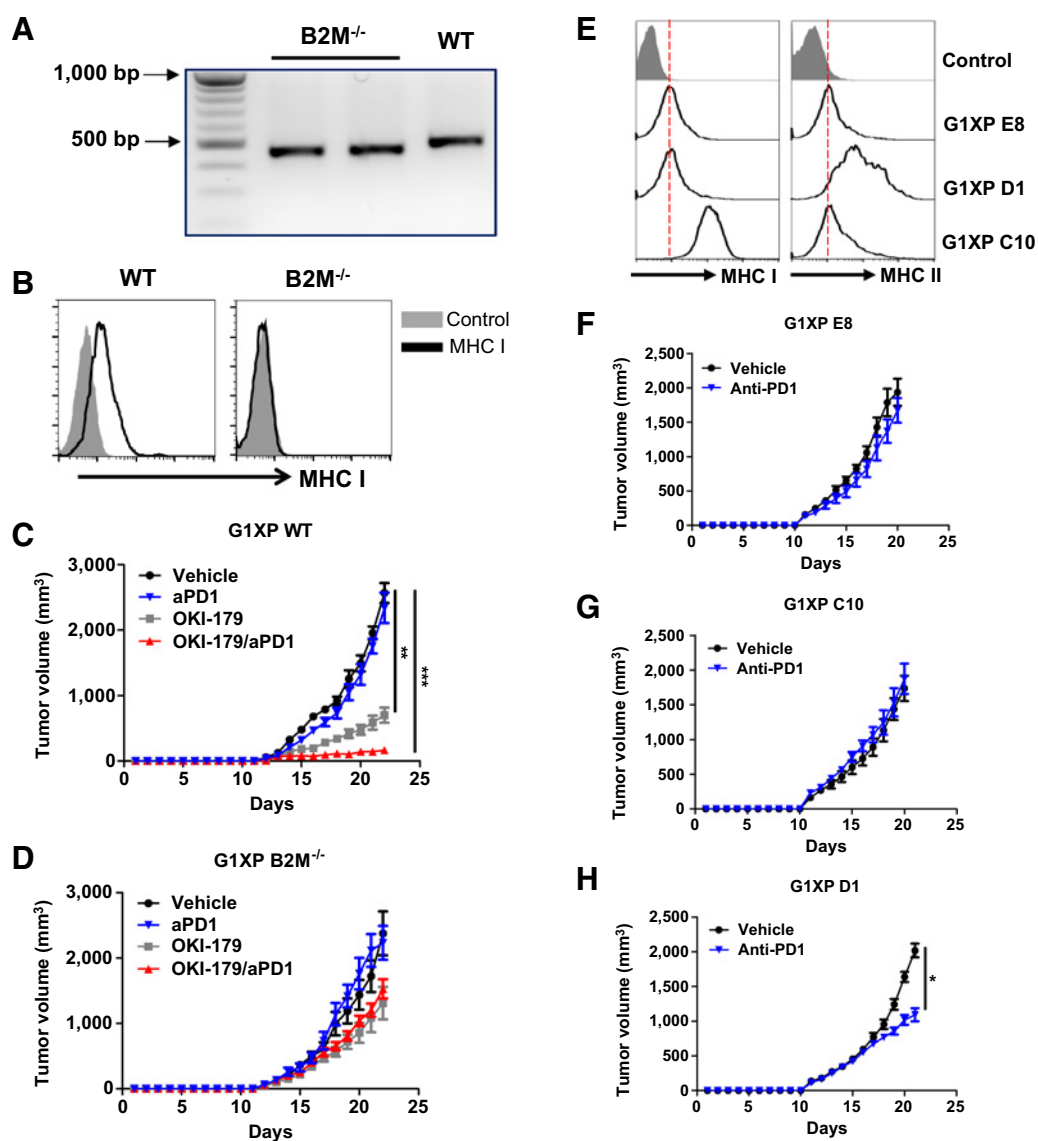 A
B2M-/-
WT
1,000 bp
500 bp
B
WT
B2M-/-
Control
MHC I
MHC I
C
G1XP WT
Vehicle
aPD1
OKI-179
OKI-179/aPD1
**
***
Tumor volume (mm3)
3,000
2,000
1,000
0
0 5 10 15 20 25
Days
D
G1XP B2M-/-
Vehicle
aPD1
OKI-179
OKI-179/aPD1
Tumor volume (mm3)
3,000
2,000
1,000
0
0 5 10 15 20 25
Days
E
Control
G1XP E8
G1XP D1
G1XP C10
MHC I
MHC II
F
G1XP E8
Vehicle
Anti-PD1
Tumor volume (mm3)
2,500
2,000
1,500
1,000
500
0
0 5 10 15 20 25
Days
G
G1XP C10
Vehicle
Anti-PD1
Tumor volume (mm3)
2,500
2,000
1,500
1,000
500
0
0 5 10 15 20 25
Days
H
G1XP D1
Vehicle
Anti-PD1
*
Tumor volume (mm3)
2,500
2,000
1,500
1,000
500
0
0 5 10 15 20 25
Days